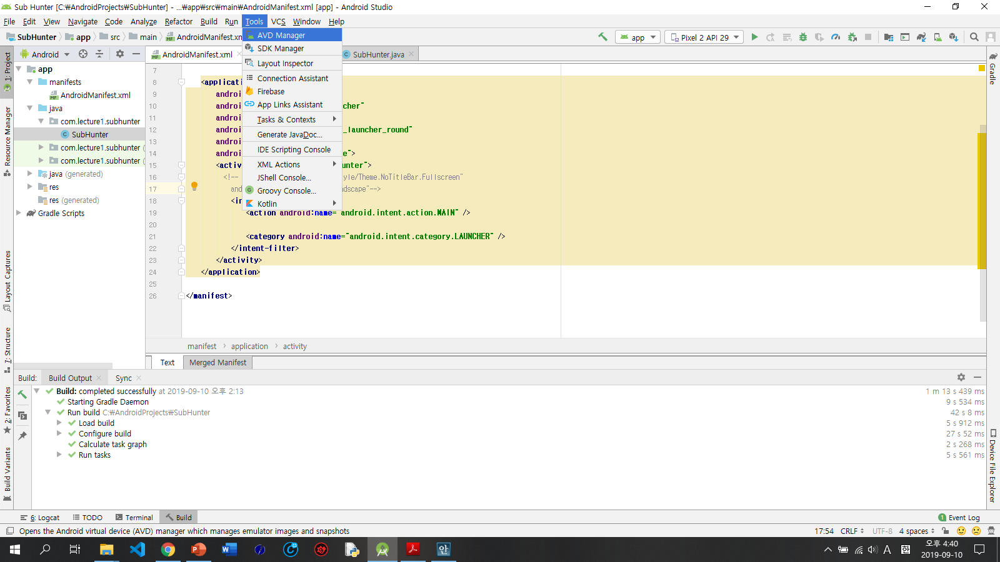 Sub Hunter [C:₩AndroidProjects₩SubHunter] - ...₩app₩src₩main₩AndroidManifest.xml [app] - Android Studio
File Edit View Navigate Code Analyze Refactor Build Run Tools VCS Window Help
SubHunter app src main AndroidManifest.xm app Pixel 2 API 29
Android AndroidManifest.xml SubHunter.java
AVD Manager
SDK Manager
Layout Inspector
Connection Assistant
Firebase
App Links Assistant
Tasks & Contexts
Generate JavaDoc...
IDE Scripting Console
XML Actions
JShell Console...
Groovy Console...
Kotlin
1: Project
Resource Manager
Layout Captures
7: Structure
2: Favorites
Build Variants
app
manifests
AndroidManifest.xml
java
com.lecture1.subhunter
SubHunter
com.lecture1.subhunter (
com.lecture1.subhunter (
java (generated)
res
res (generated)
Gradle Scripts
7
8 <applicati
9 androi
10 androi cher"
11 androi
12 androi _launcher_round"
13 androi
14 androi e">
15 <activ unter">
16 <!-- yle/Theme.NoTitleBar.Fullscreen"
17 and ndscape"-->
18 <in
19 <action android:name= android.intent.action.MAIN" />
20
21 <category android:name="android.intent.category.LAUNCHER" />
22 </intent-filter>
23 </activity>
24 </application>
25
26 </manifest>
manifest application activity
Text Merged Manifest
Gradle
Device File Explorer
Build: Build Output Sync
Build: completed successfully at 2019-09-10 오후 2:13 1 m 13 s 439 ms
Starting Gradle Daemon 9 s 534 ms
Run build C:₩AndroidProjects₩SubHunter 42 s 8 ms
Load build 5 s 912 ms
Configure build 27 s 52 ms
Calculate task graph 2 s 268 ms
Run tasks 5 s 561 ms
6: Logcat TODO Terminal Build 1 Event Log
Opens the Android virtual device (AVD) manager which manages emulator images and snapshots 17:54 CRLF UTF-8 4 spaces
안 A 한 오후 4:40
2019-09-10